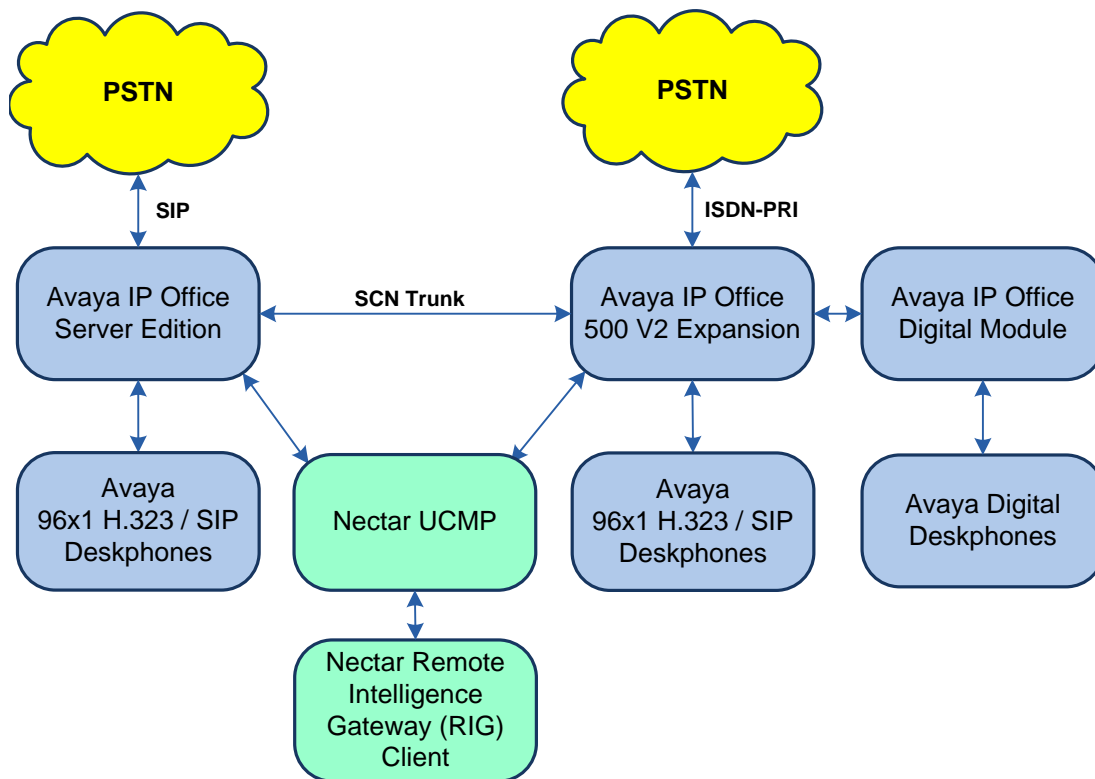 PSTN
PSTN
SIP
ISDN-PRI
Avaya IP Office
Server Edition
SCN Trunk
Avaya IP Office
500 V2 Expansion
Avaya IP Office
Digital Module
Avaya
96x1 H.323 / SIP
Deskphones
Nectar UCMP
Avaya
96x1 H.323 / SIP
Deskphones
Avaya Digital
Deskphones
Nectar Remote
Intelligence
Gateway (RIG)
Client